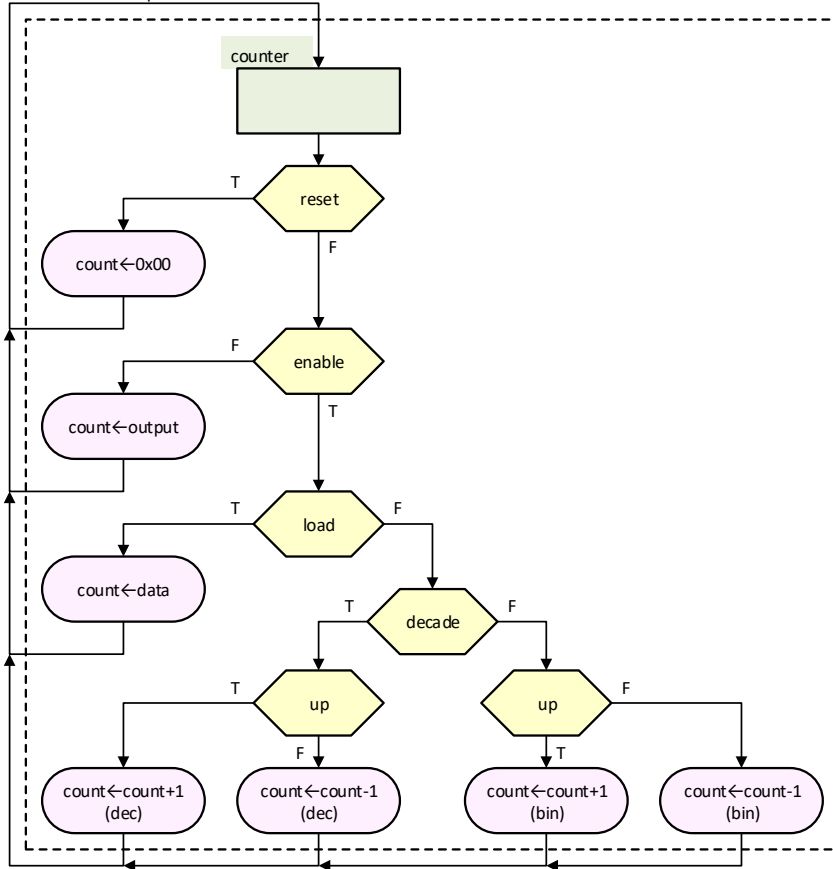 counter
T
reset
F
count←0x00
F
enable
T
count←output
T
load
F
count←data
T
decade
F
T
up
up
F
F
T
count←count+1
(dec)
count←count-1
(dec)
count←count+1
(bin)
count←count-1
(bin)